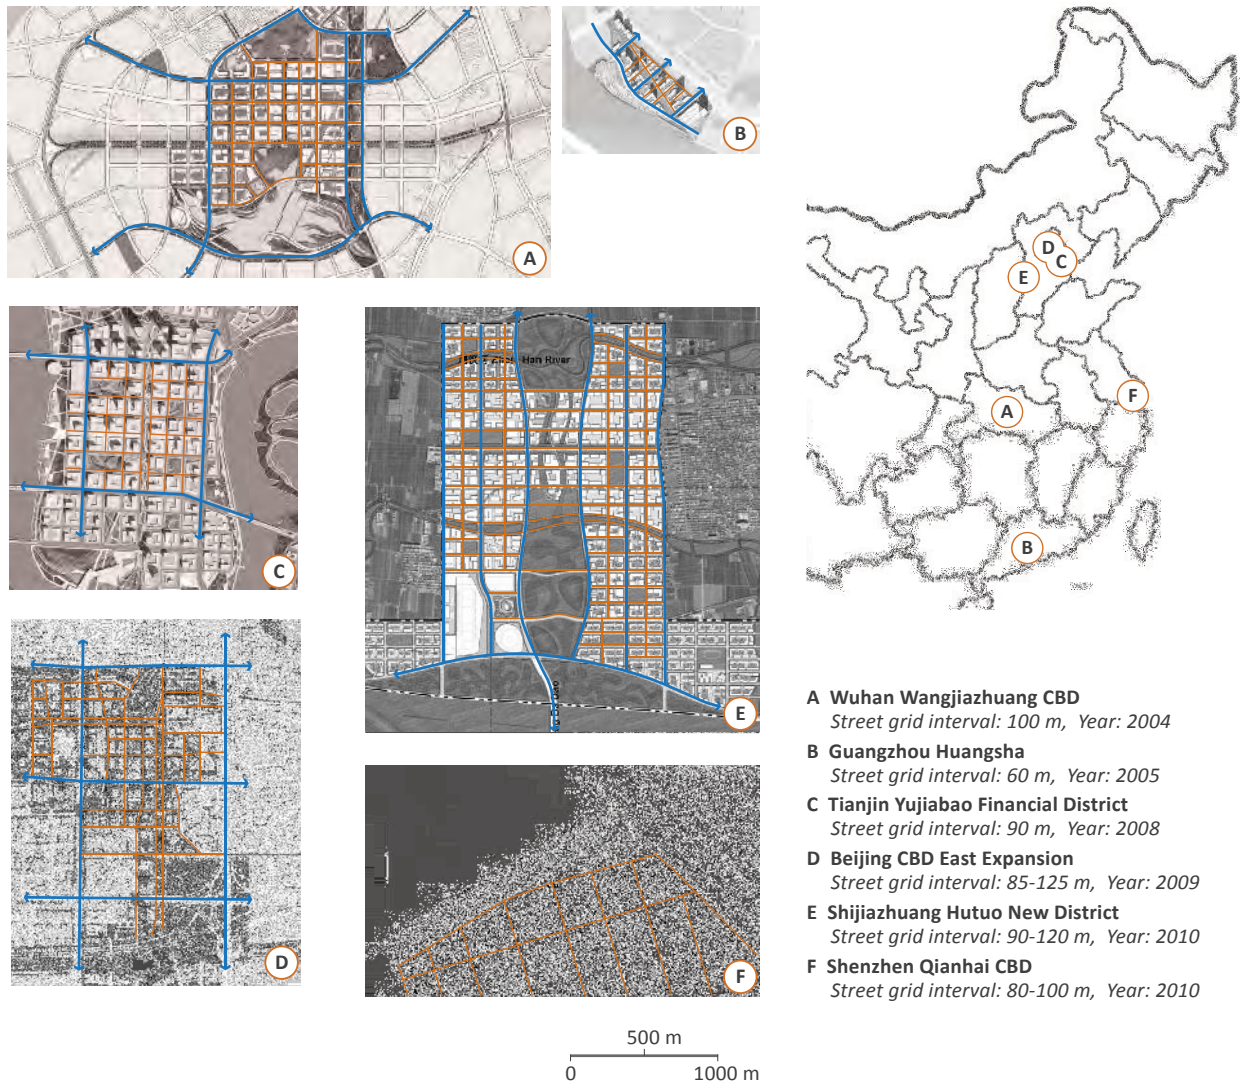 A
B
C
Han River
E
D
F
D
C
E
F
A
B
A Wuhan Wangjiazhuang CBD
Street grid interval: 100 m, Year: 2004
B Guangzhou Huangsha
Street grid interval: 60 m, Year: 2005
C Tianjin Yujiabao Financial District
Street grid interval: 90 m, Year: 2008
D Beijing CBD East Expansion
Street grid interval: 85-125 m, Year: 2009
E Shijiazhuang Hutuo New District
Street grid interval: 90-120 m, Year: 2010
F Shenzhen Qianhai CBD
Street grid interval: 80-100 m, Year: 2010
500 m
0 1000 m